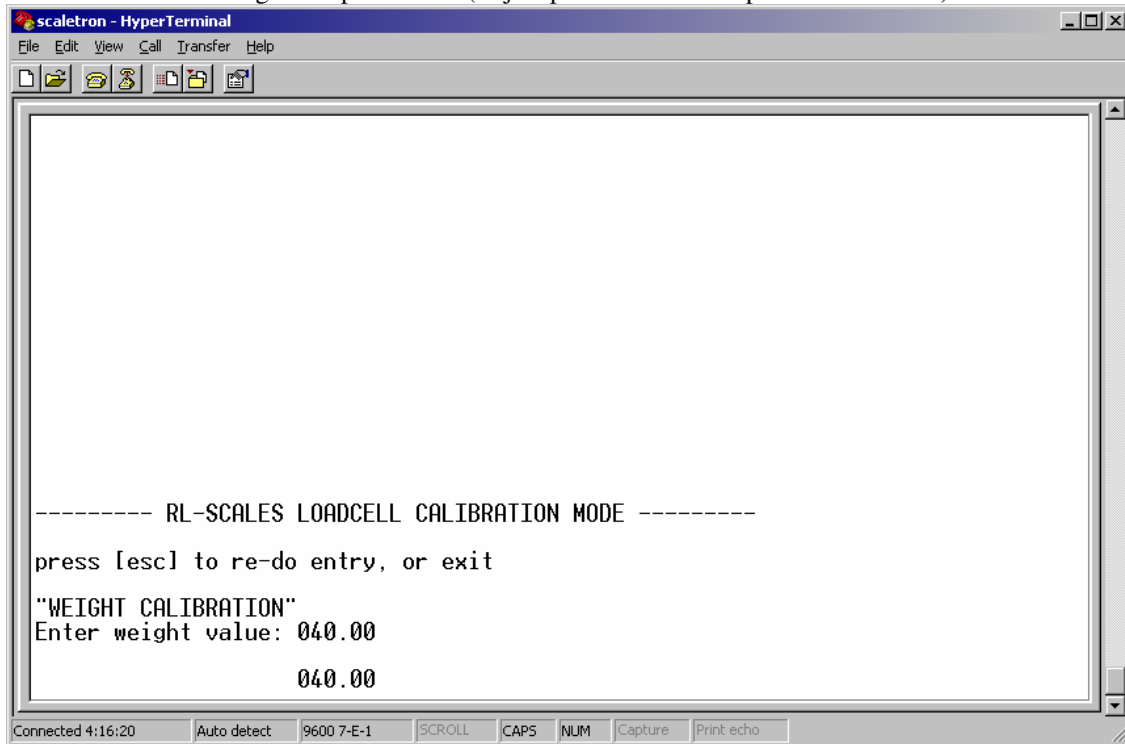 scaletron - HyperTerminal
File Edit View Call Transfer Help
--------- RL-SCALES LOADCELL CALIBRATION MODE ---------
press [esc] to re-do entry, or exit
"WEIGHT CALIBRATION"
Enter weight value: 040.00
040.00
Connected 4:16:20 Auto detect 9600 7-E-1 SCROLL CAPS NUM Capture Print echo